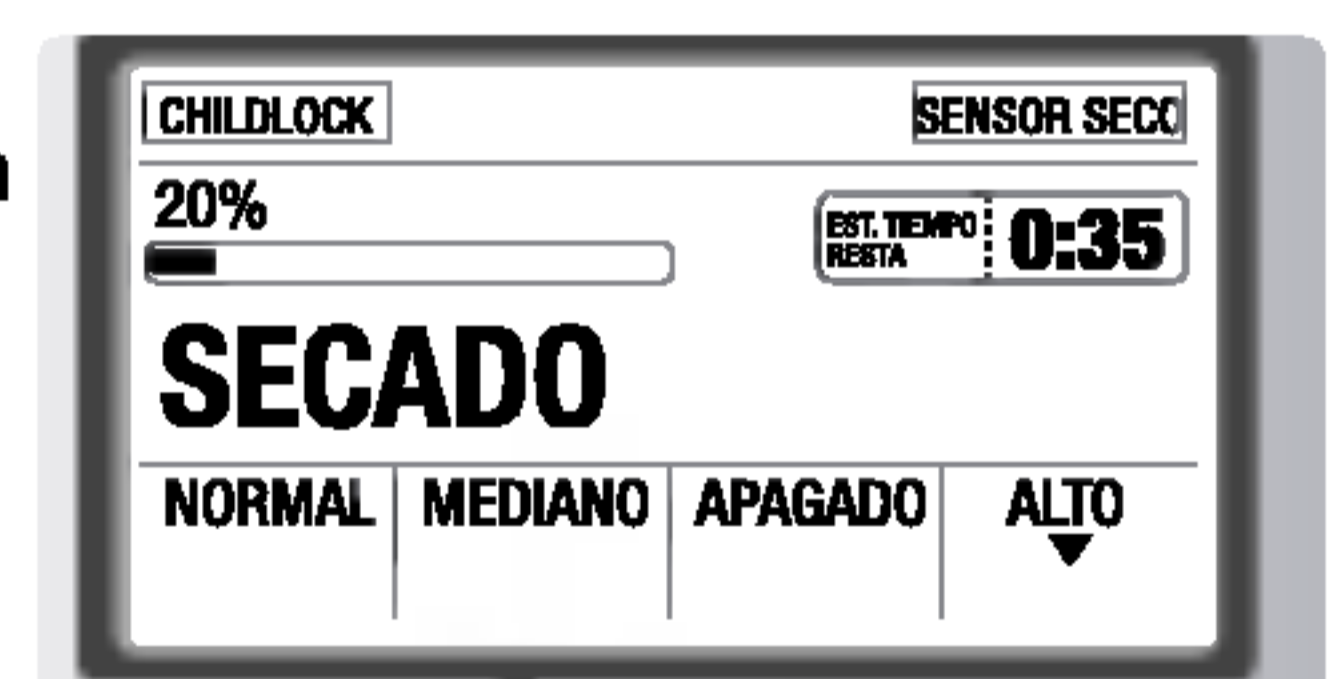 CHILDLOCK
SENSOR SECO
20%
EST. TIEMPO
RESTA
0:35
SECADO
NORMAL
MEDIANO
APAGADO
ALTO